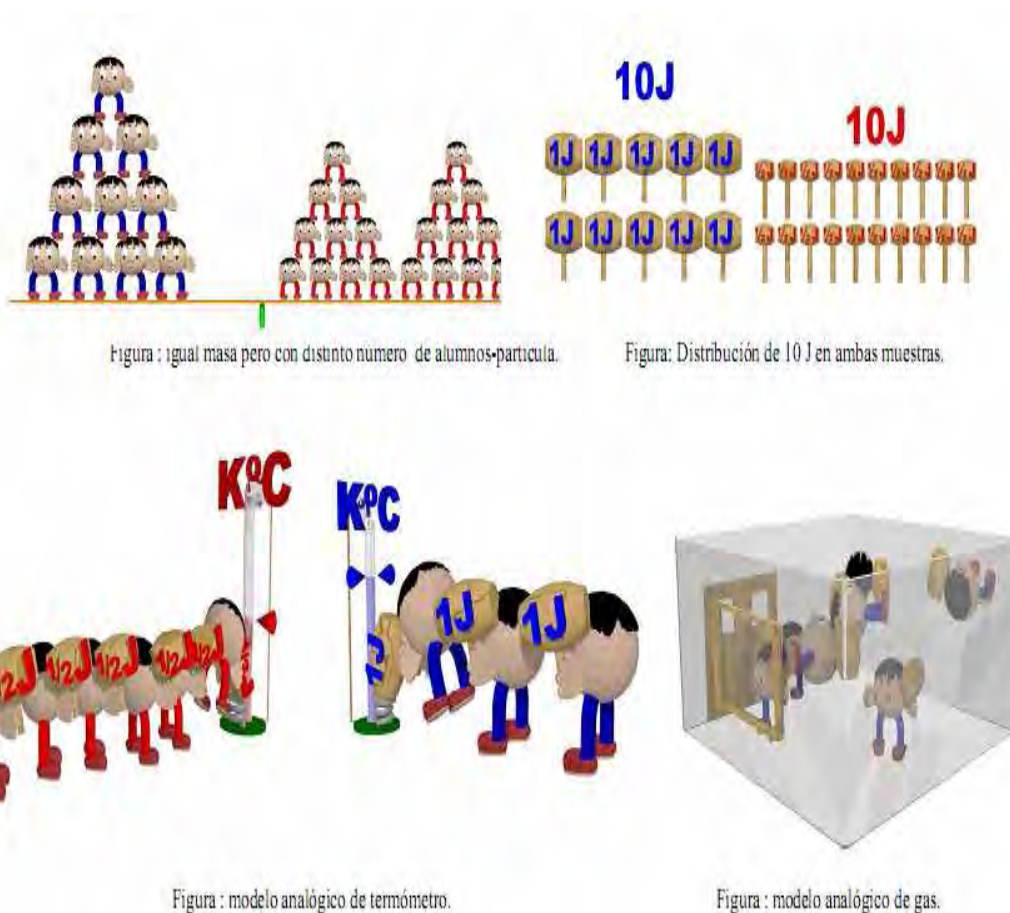 10J
1J 1J 1J 1J 1J
1J 1J 1J 1J 1J
10J
Figura : igual masa pero con distinto numero de alumnos-particula.
Figura: Distribución de 10 J en ambas muestras.
KºC
KºC
1/2J 1/2J 1/2J 1/2J 1/2J
1J 1J 1J
Figura : modelo analógico de termómetro.
Figura : modelo analógico de gas.